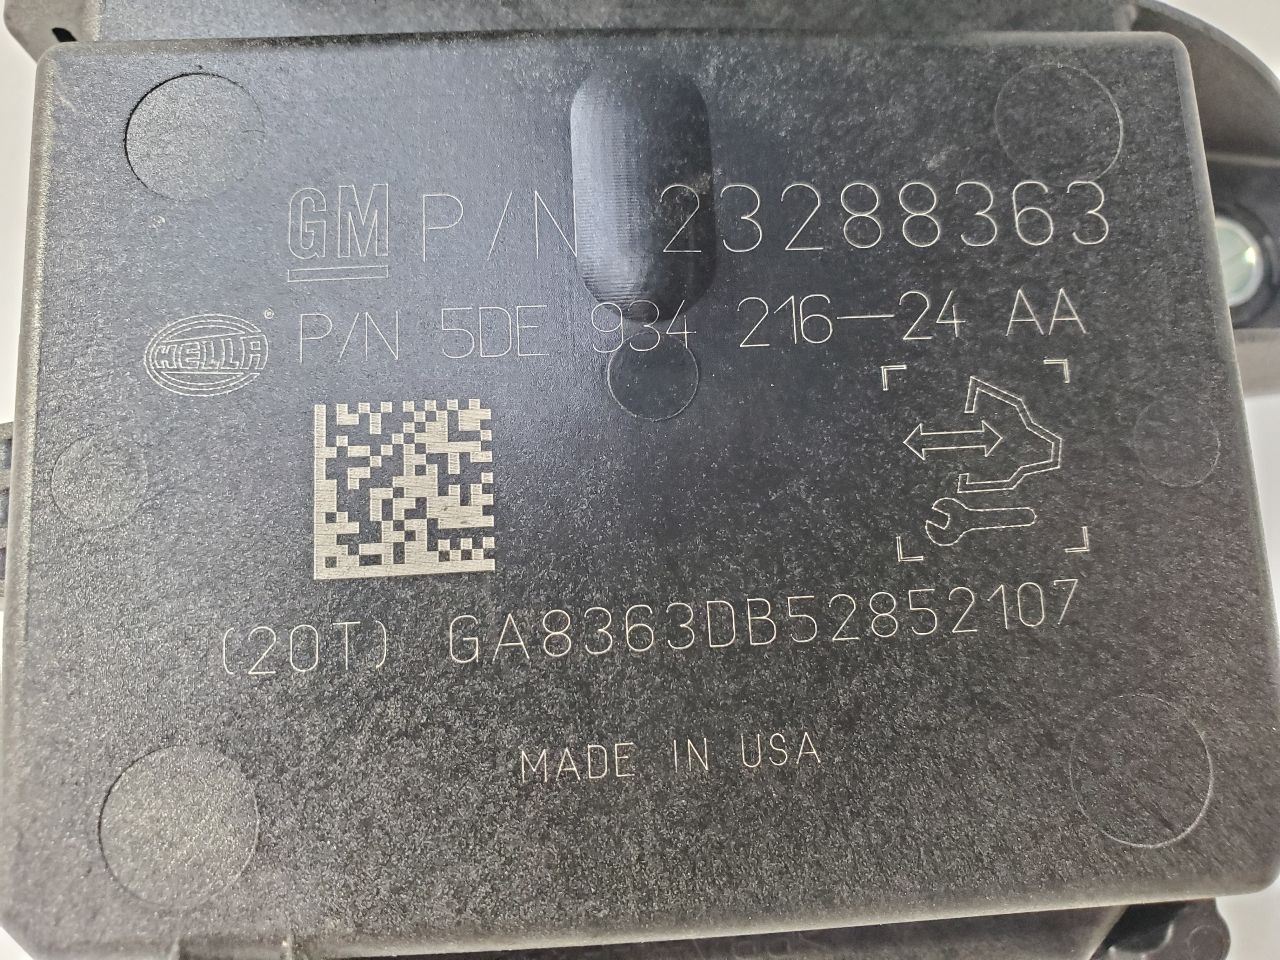 GM P/N 23288363
HELLA® P/N 5DE 934 216-24 AA
(20T) GA8363DB52852107
MADE IN USA